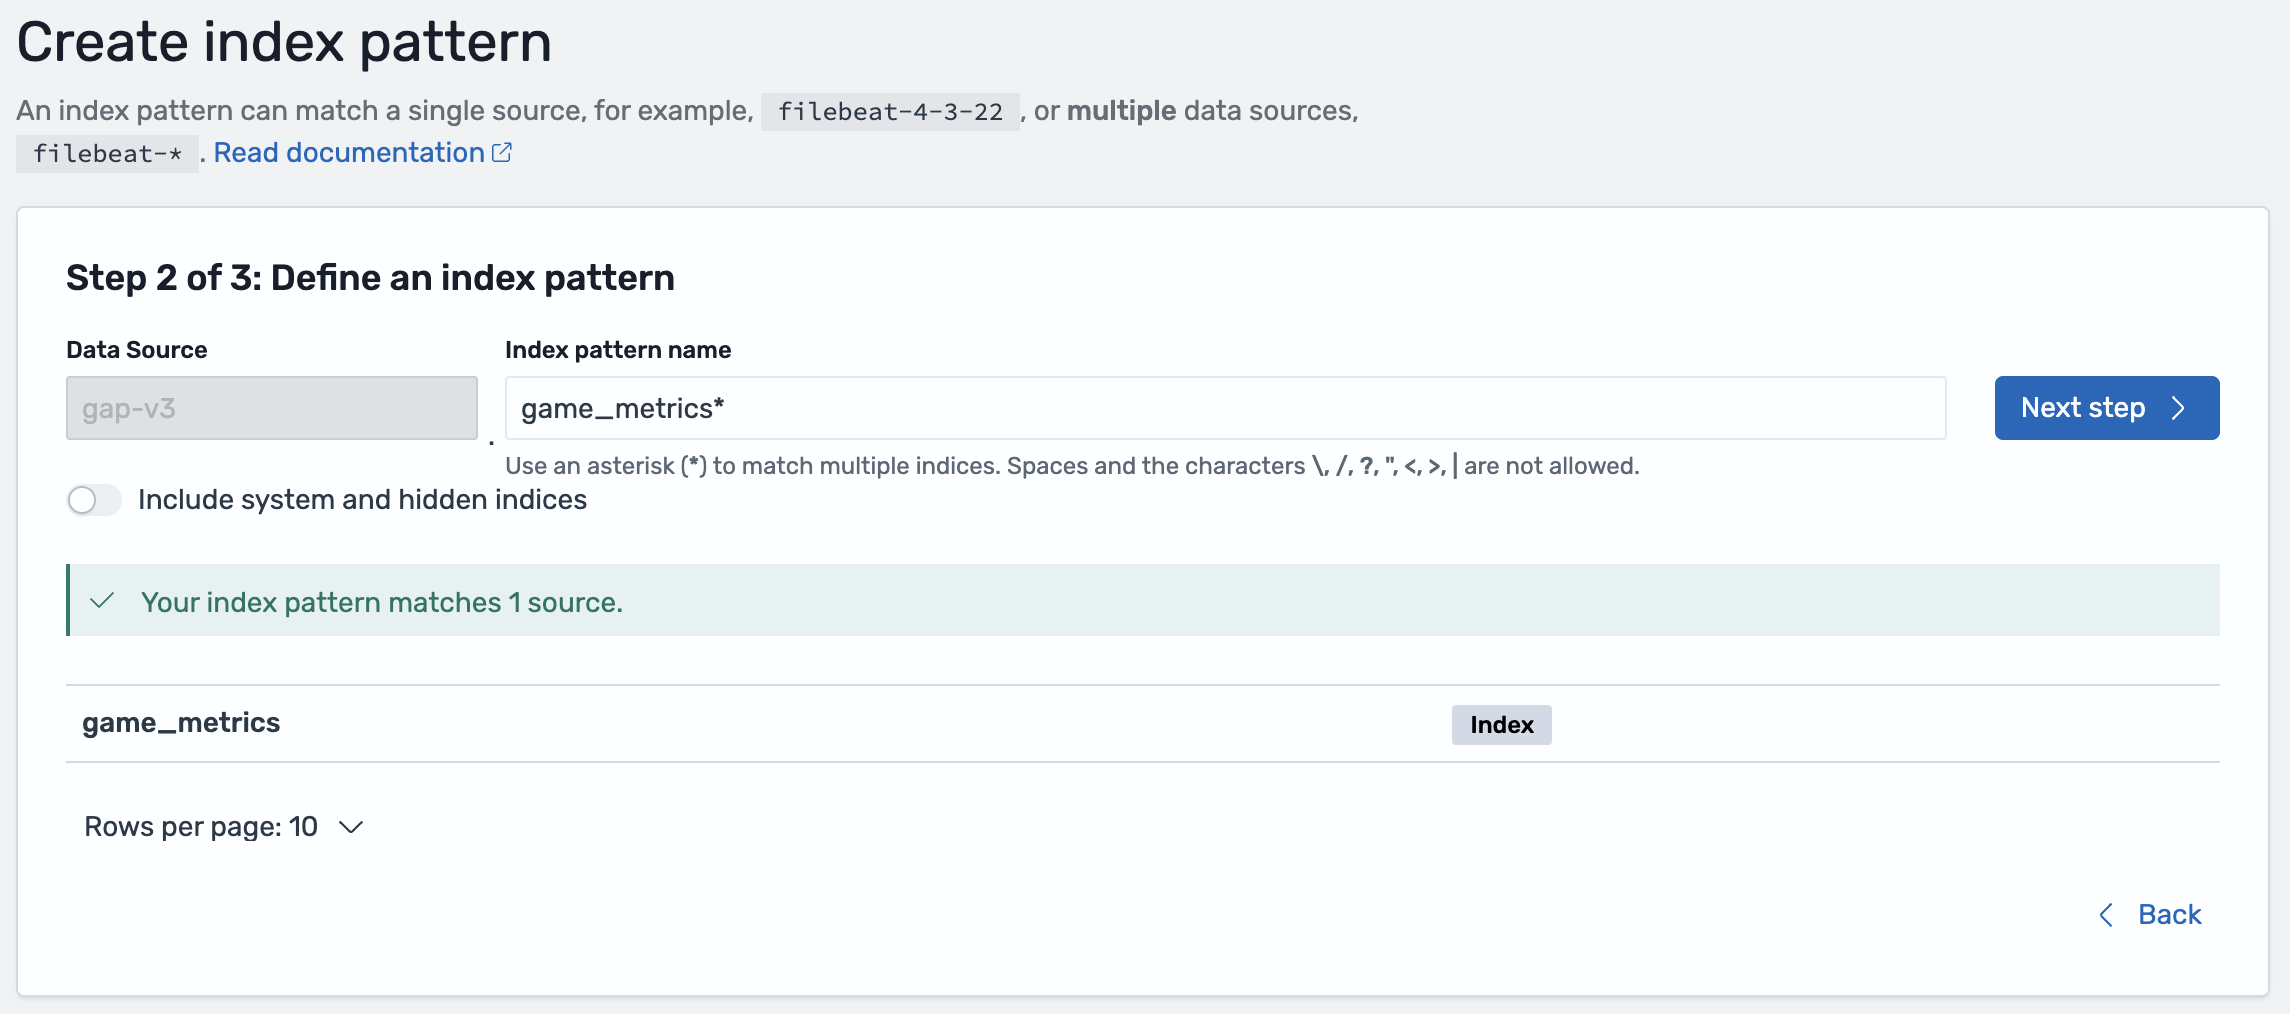 Create index pattern
An index pattern can match a single source, for example, filebeat-4-3-22, or multiple data sources,
filebeat-*. Read documentation
Step 2 of 3: Define an index pattern
Data Source
Index pattern name
gap-v3
.
game_metrics*
Next step
Use an asterisk (*) to match multiple indices. Spaces and the characters \, /, ?, ", <, >, | are not allowed.
Include system and hidden indices
Your index pattern matches 1 source.
game_metrics
Index
Rows per page: 10
Back